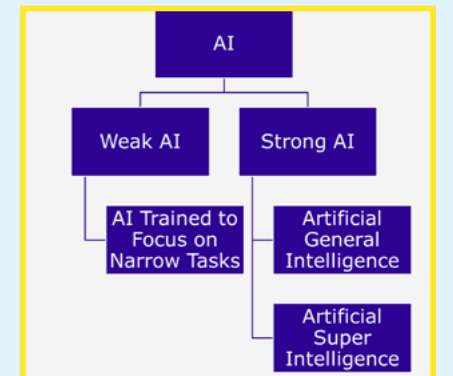 AI
Weak AI
Strong AI
AI Trained to
Focus on
Narrow Tasks
Artificial
General
Intelligence
Artificial
Super
Intelligence